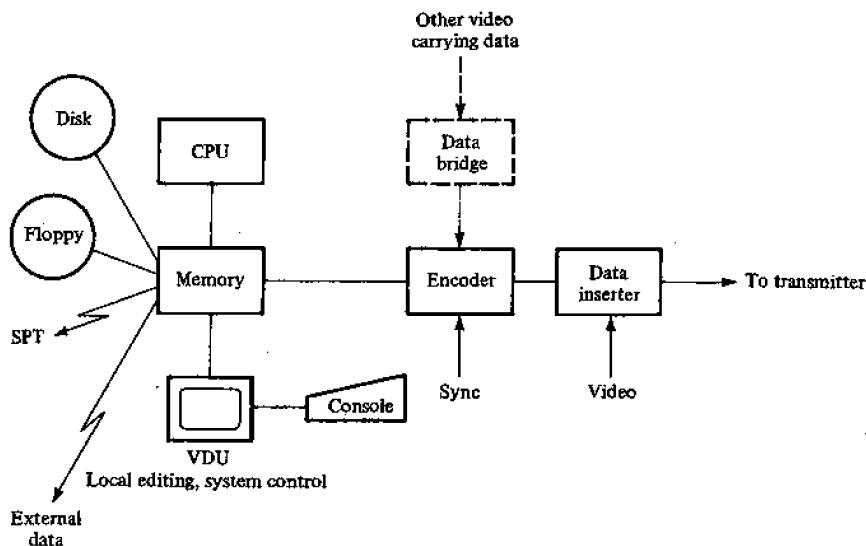 Other video
carrying data
Disk
CPU
Data
bridge
Floppy
Memory
Encoder
Data
inserter
To transmitter
SPT
Console
Sync
Video
VDU
Local editing, system control
External
data